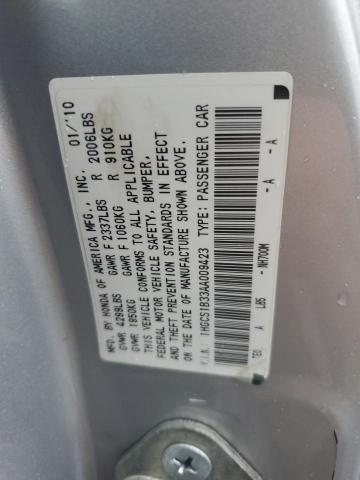 MFD. BY HONDA OF AMERICA MFG., INC. 01/'10
GVWR 4299LBS GAWR F 2337LBS R 2006LBS
GVWR 1950KG GAWR F 1060KG R 910KG
THIS VEHICLE CONFORMS TO ALL APPLICABLE
FEDERAL MOTOR VEHICLE SAFETY, BUMPER,
AND THEFT PREVENTION STANDARDS IN EFFECT
ON THE DATE OF MANUFACTURE SHOWN ABOVE.
V.I.N.: 1HGCS1B33AA009423 TYPE: PASSENGER CAR
TER A LBS - NH700M - A - A